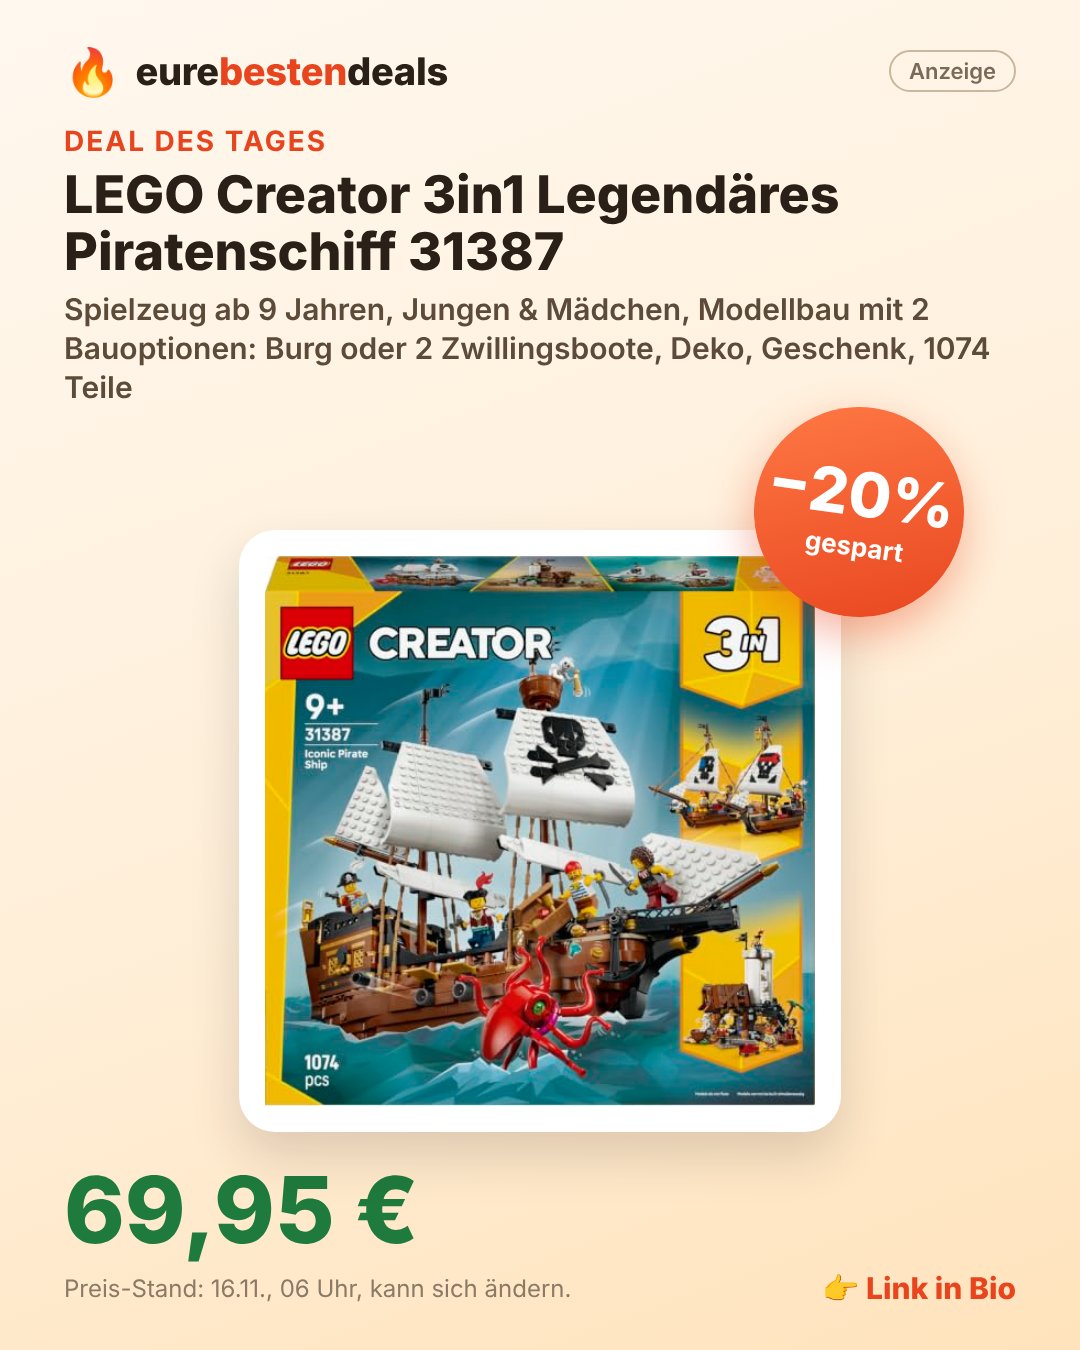 eurebestendeals
Anzeige
DEAL DES TAGES
LEGO Creator 3in1 Legendäres
Piratenschiff 31387
Spielzeug ab 9 Jahren, Jungen & Mädchen, Modellbau mit 2
Bauoptionen: Burg oder 2 Zwillingsboote, Deko, Geschenk, 1074
Teile
−20%
gespart
LEGO
LEGO CREATOR
3IN1
9+
31387
Iconic Pirate
Ship
1074
pcs
69,95 €
Preis-Stand: 16.11., 06 Uhr, kann sich ändern.
👉 Link in Bio